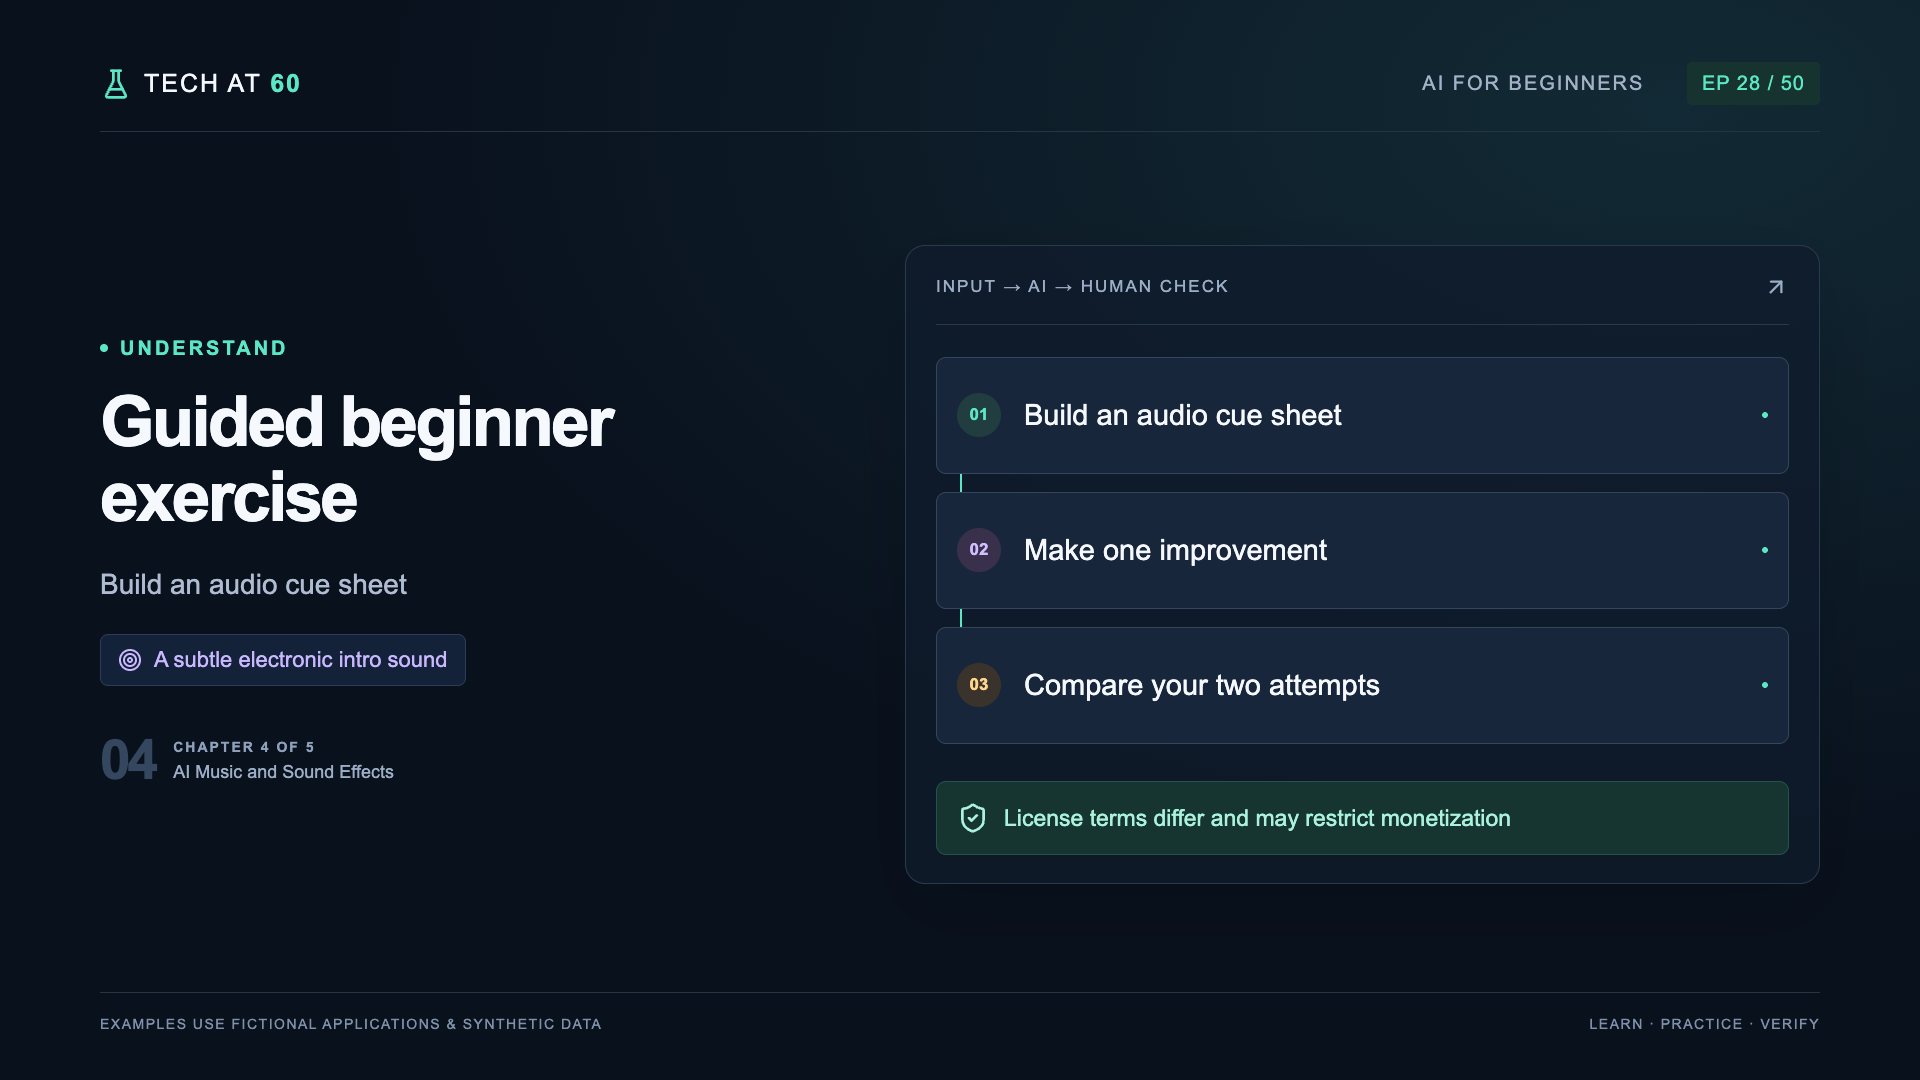 TECH AT 60
AI FOR BEGINNERS
EP 28 / 50
• UNDERSTAND
Guided beginner
exercise
Build an audio cue sheet
A subtle electronic intro sound
04
CHAPTER 4 OF 5
AI Music and Sound Effects
INPUT → AI → HUMAN CHECK
01
Build an audio cue sheet
02
Make one improvement
03
Compare your two attempts
License terms differ and may restrict monetization
EXAMPLES USE FICTIONAL APPLICATIONS & SYNTHETIC DATA
LEARN · PRACTICE · VERIFY